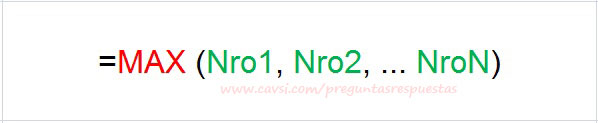 =MAX (Nro1, Nro2, ... NroN)
www.cavsi.com/preguntasrespuestas